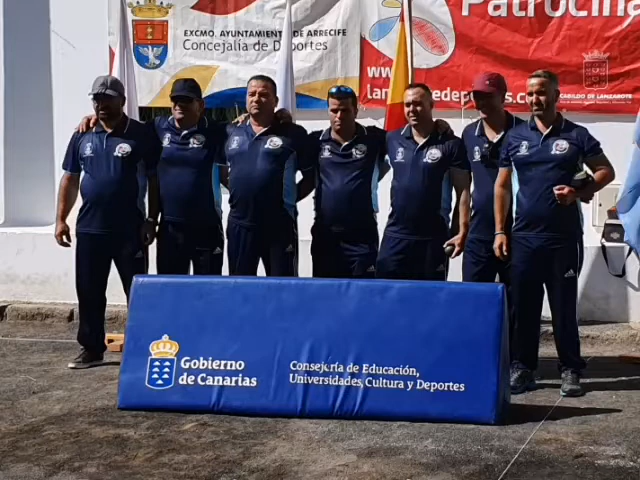 EXCMO. AYUNTAMIENTO DE ARRECIFE
Concejalía de Deportes
Patrocina
www.
CABILDO DE LANZAROTE
Gobierno
de Canarias
Consejería de Educación,
Universidades, Cultura y Deportes